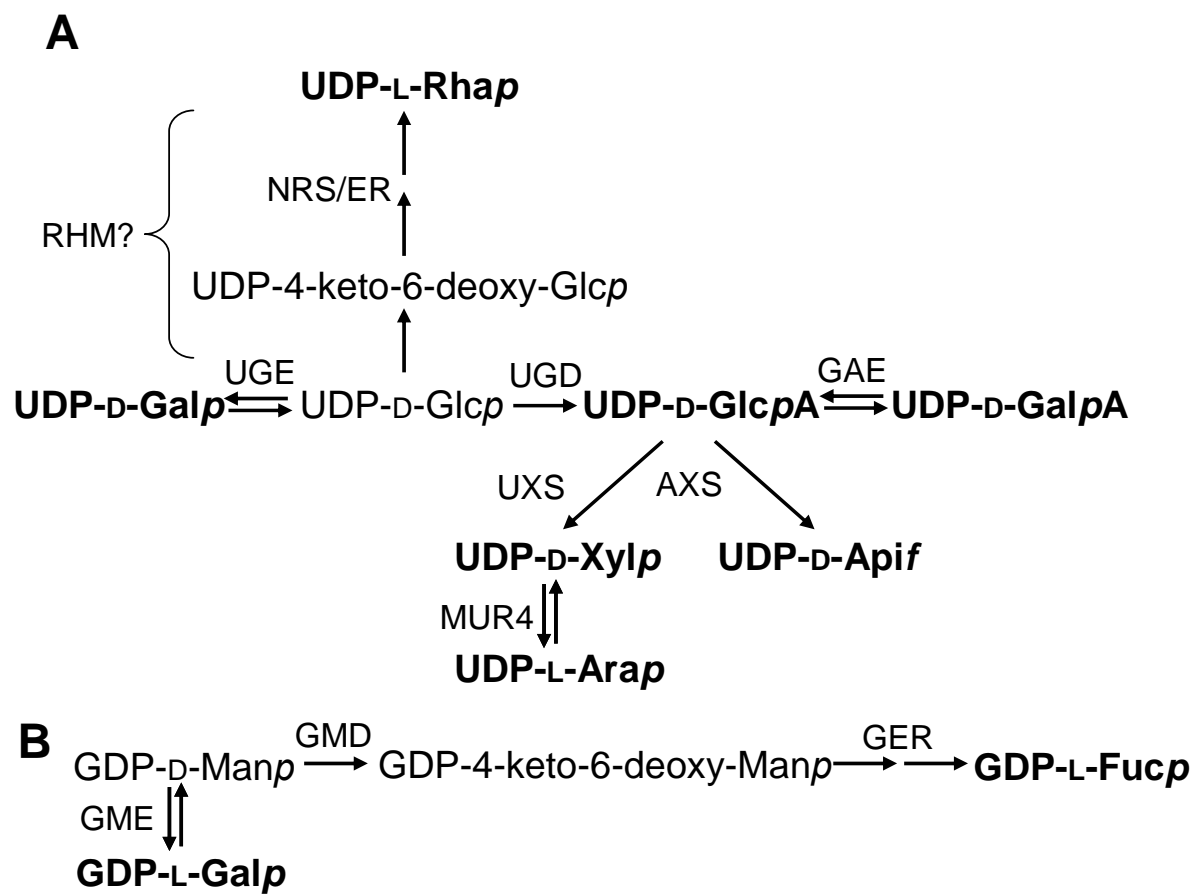 A
UDP-L-Rhap
NRS/ER
RHM?
UDP-4-keto-6-deoxy-Glcp
UGE
UGD
GAE
UDP-D-Galp UDP-D-Glcp UDP-D-GlcpA UDP-D-GalpA
UXS AXS
UDP-D-Xylp UDP-D-Apif
MUR4
UDP-L-Arap
B
GMD
GER
GDP-D-Manp GDP-4-keto-6-deoxy-Manp GDP-L-Fucp
GME
GDP-L-Galp